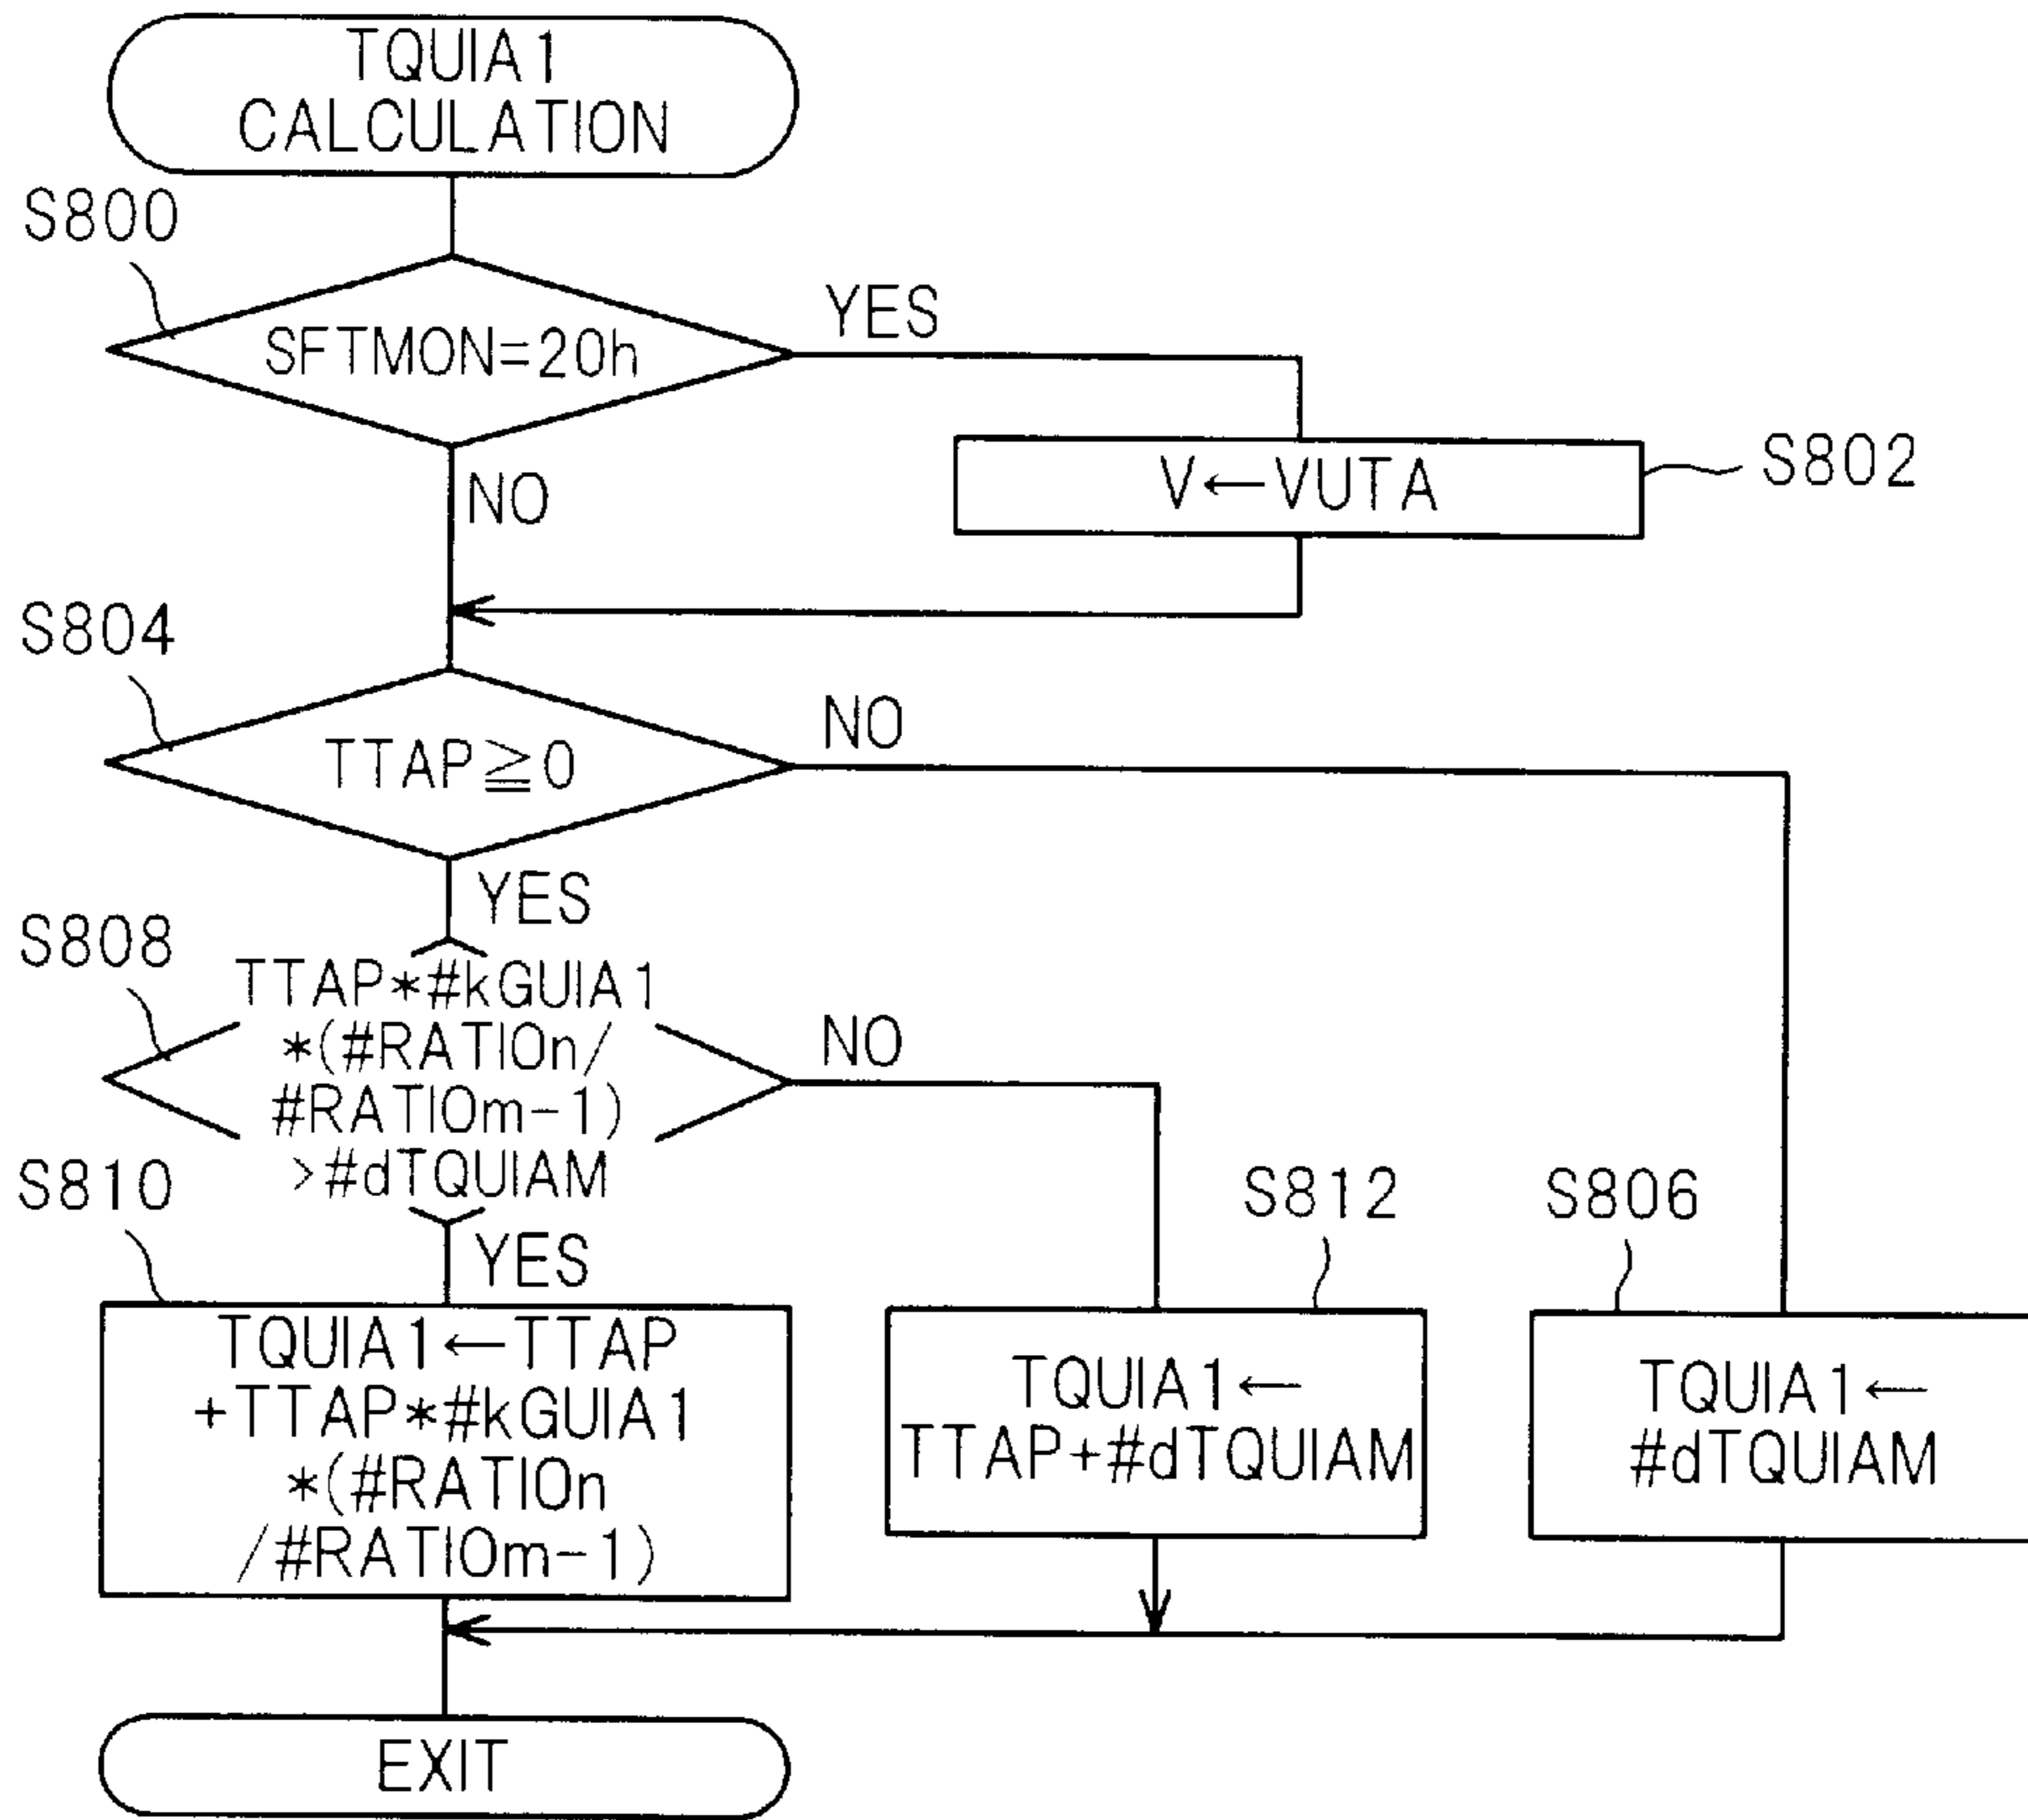 TQUIA1
CALCULATION
S800
SFTMON=20h
YES
NO
V←VUTA
S802
S804
TTAP≧0
NO
YES
S808
TTAP*#kGUIA1
*(#RATIOn/
#RATIOm-1)
>#dTQUIAM
NO
YES
S810
TQUIA1←TTAP
+TTAP*#kGUIA1
*(#RATIOn
/#RATIOm-1)
S812
TQUIA1←
TTAP+#dTQUIAM
S806
TQUIA1←
#dTQUIAM
EXIT